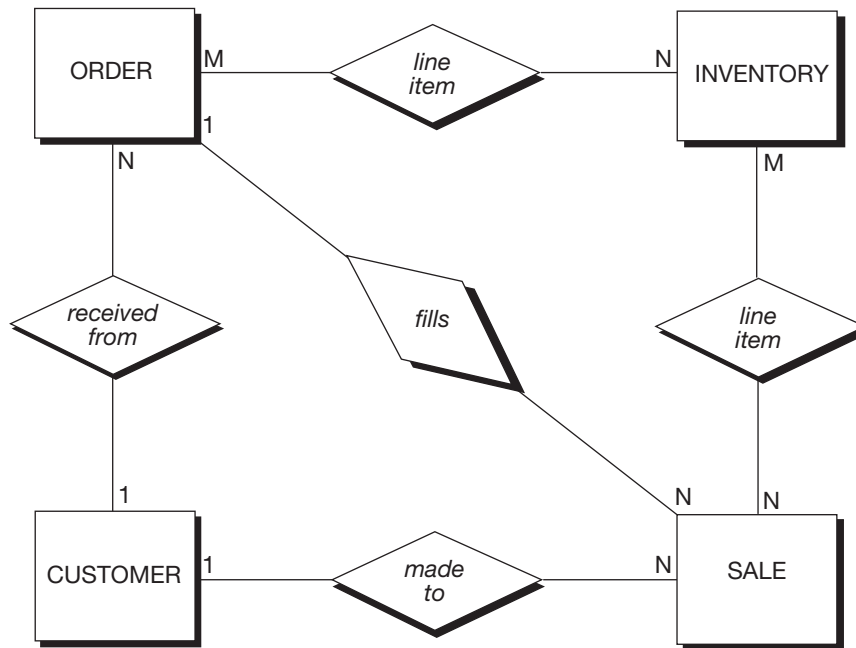 ORDER
M
line
item
N
INVENTORY
1
N
M
received
from
fills
line
item
1
N
N
CUSTOMER
1
made
to
N
SALE